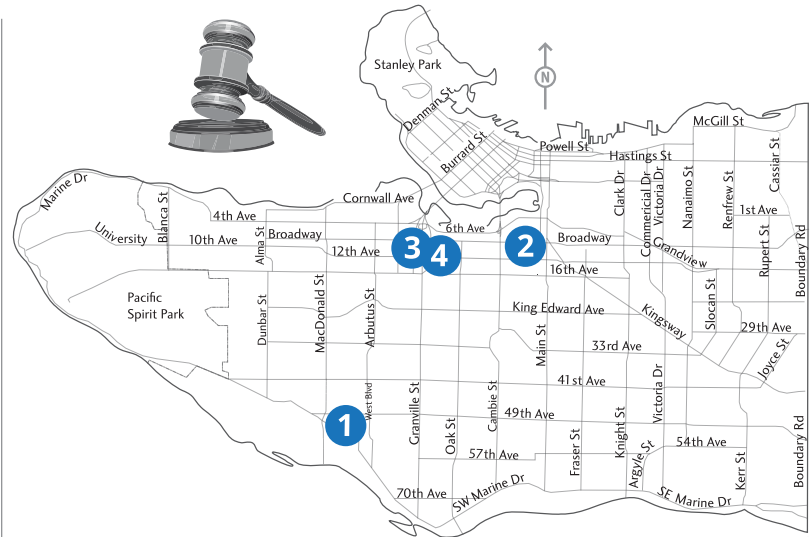 Stanley Park
N
Denman St
Burrard St
McGill St
Powell St
Hastings St
Marine Dr
Blanca St
Cornwall Ave
4th Ave
University
10th Ave
Alma St
Broadway
12th Ave
6th Ave
3
4
2
Broadway
16th Ave
Clark Dr
Commericial Dr
Victoria Dr
Nanaimo St
Renfrew St
Cassiar St
1st Ave
Grandview
Rupert St
Boundary Rd
Pacific
Spirit Park
Dunbar St
MacDonald St
Arbutus St
King Edward Ave
Kingsway
Slocan St
29th Ave
Main St
33rd Ave
Joyce St
41st Ave
Victoria Dr
West Blvd
Granville St
Oak St
Cambie St
49th Ave
1
Fraser St
Knight St
Argyle St
54th Ave
Kerr St
Boundary Rd
57th Ave
70th Ave
SW Marine Dr
SE Marine Dr